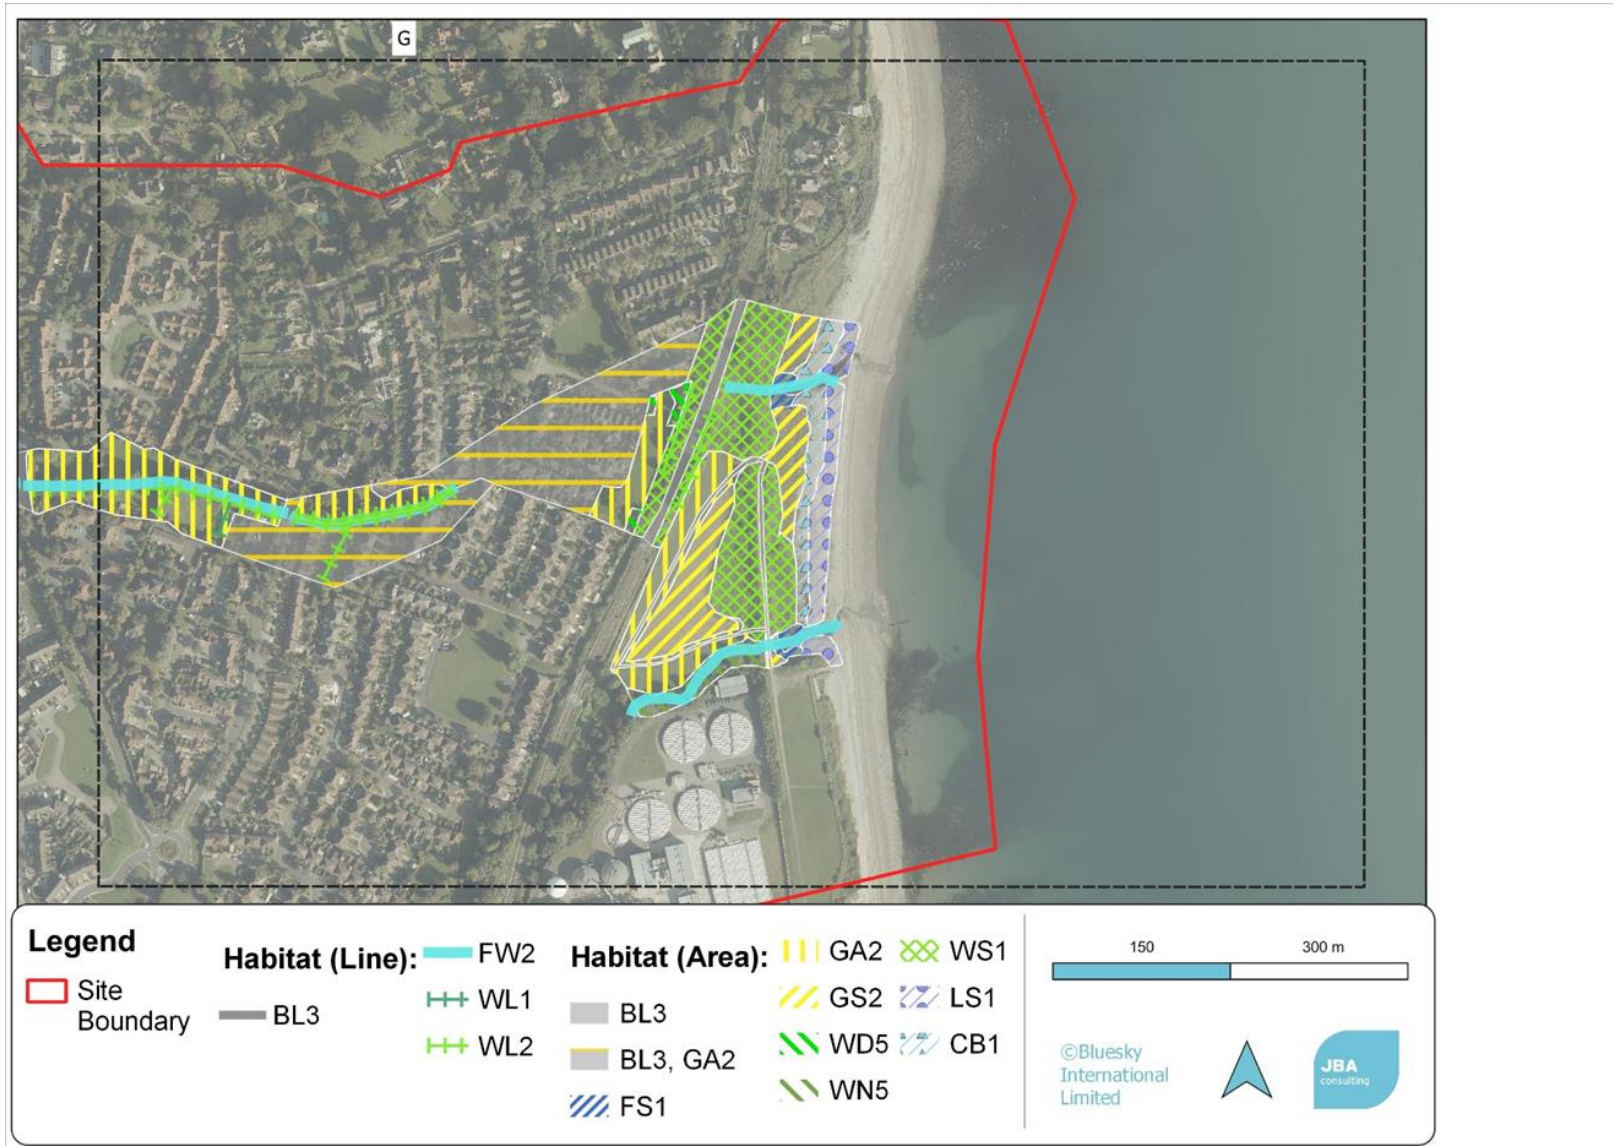 G
Legend
Site
Boundary
Habitat (Line):
BL3
FW2
WL1
WL2
Habitat (Area):
BL3
BL3, GA2
FS1
GA2
GS2
WD5
WN5
WS1
LS1
CB1
150
300 m
©Bluesky
International
Limited
JBA
consulting